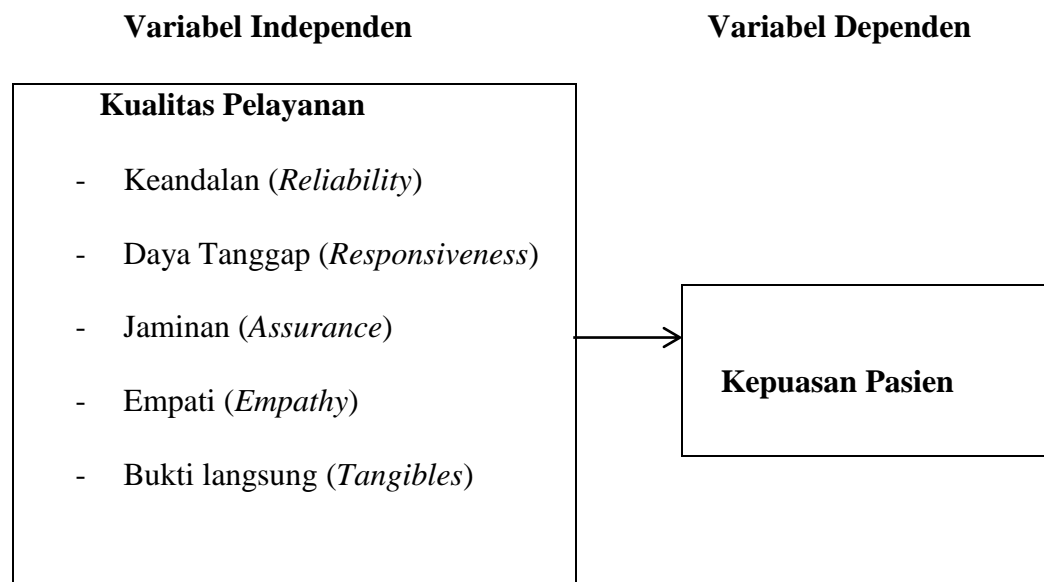 Variabel Independen
Variabel Dependen
Kualitas Pelayanan
- Keandalan (Reliability)
- Daya Tanggap (Responsiveness)
- Jaminan (Assurance)
- Empati (Empathy)
- Bukti langsung (Tangibles)
Kepuasan Pasien